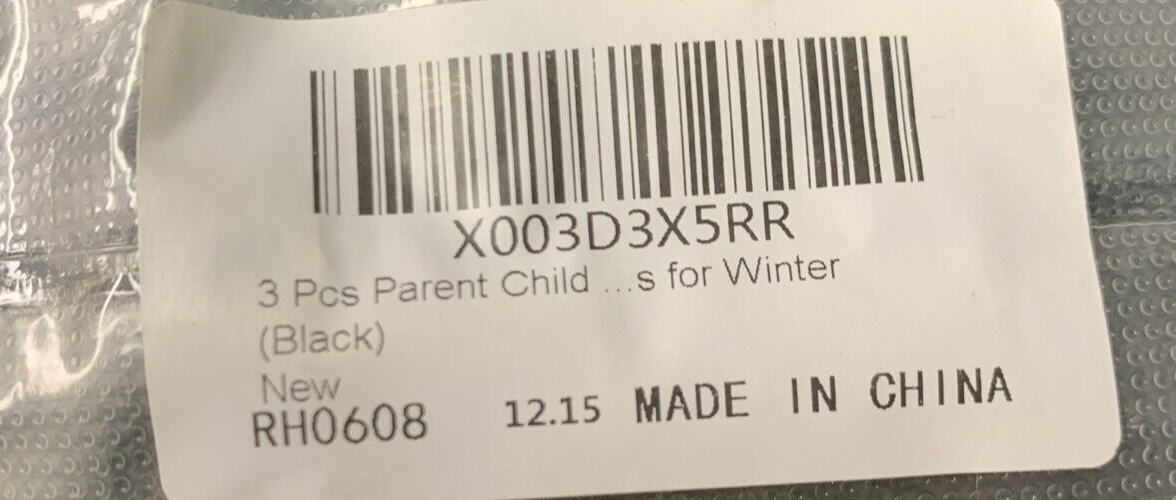 X003D3X5RR
3 Pcs Parent Child ...s for Winter
(Black)
New
RH0608 12.15 MADE IN CHINA